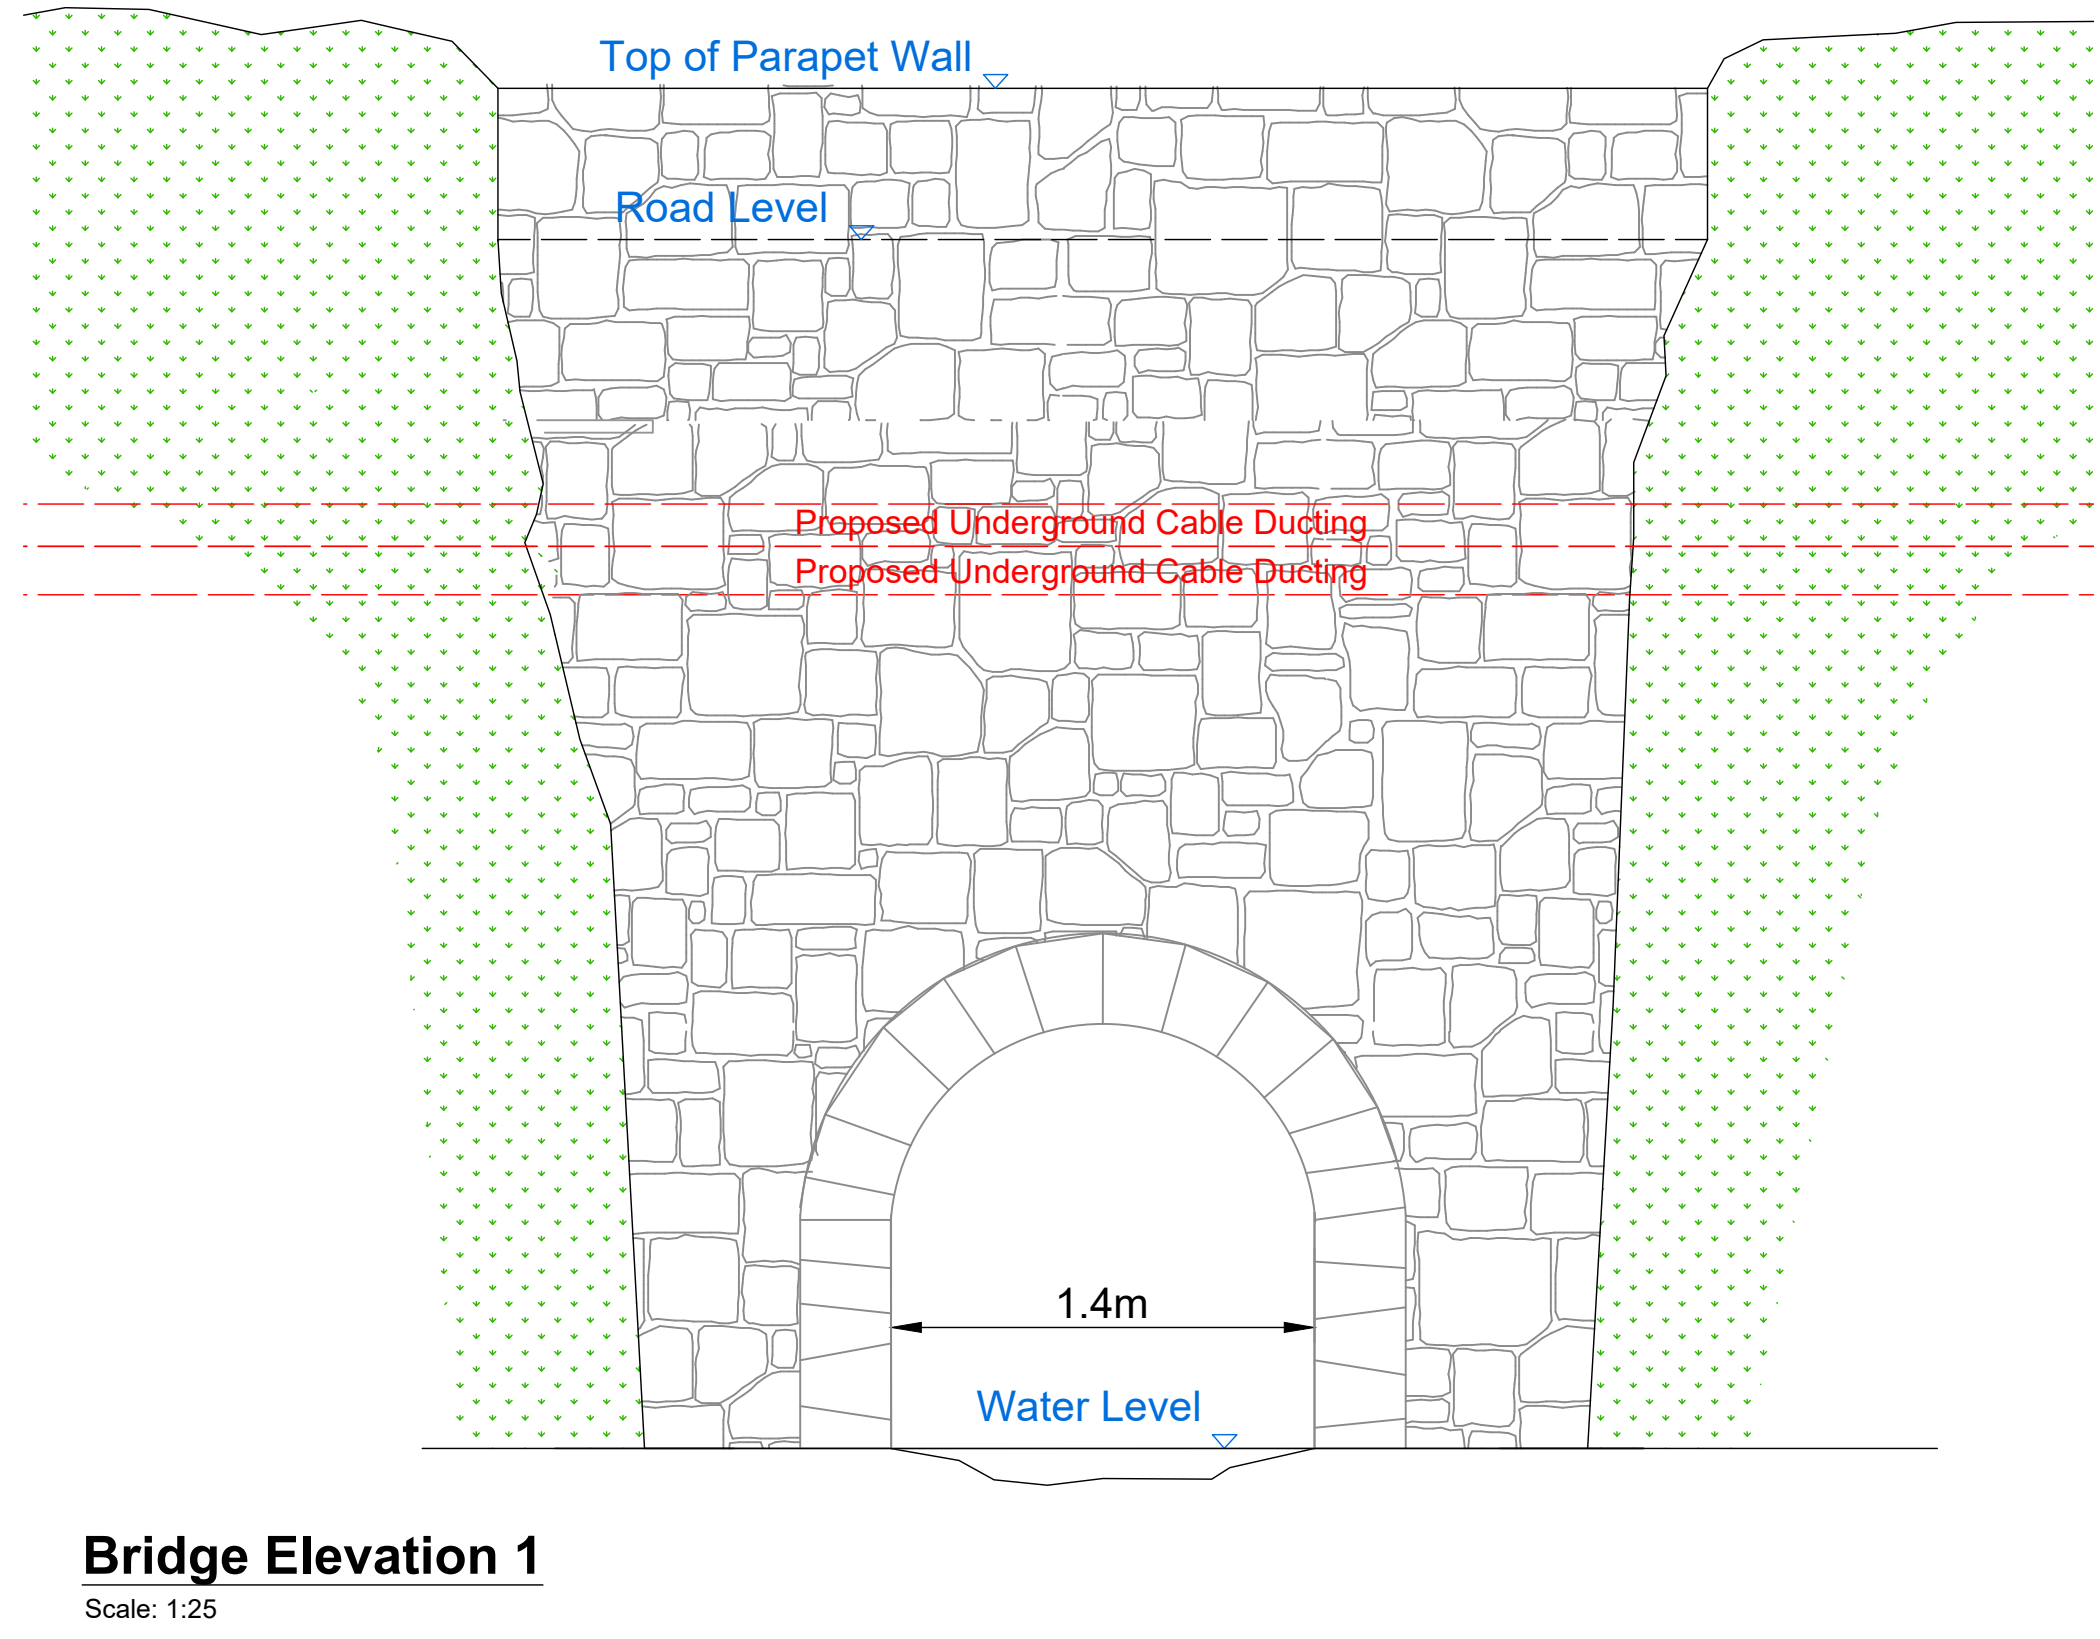 Top of Parapet Wall
Road Level
Proposed Underground Cable Ducting
Proposed Underground Cable Ducting
1.4m
Water Level
Bridge Elevation 1
Scale: 1:25